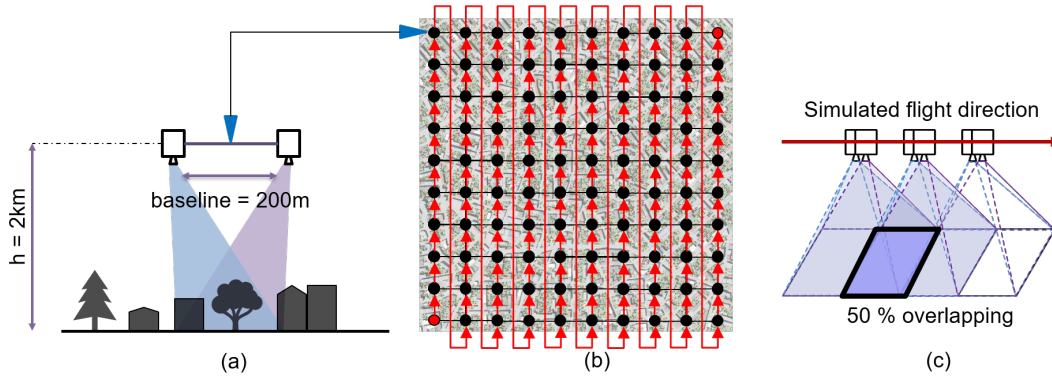 h = 2km
baseline = 200m
(a)
(b)
Simulated flight direction
50 % overlapping
(c)